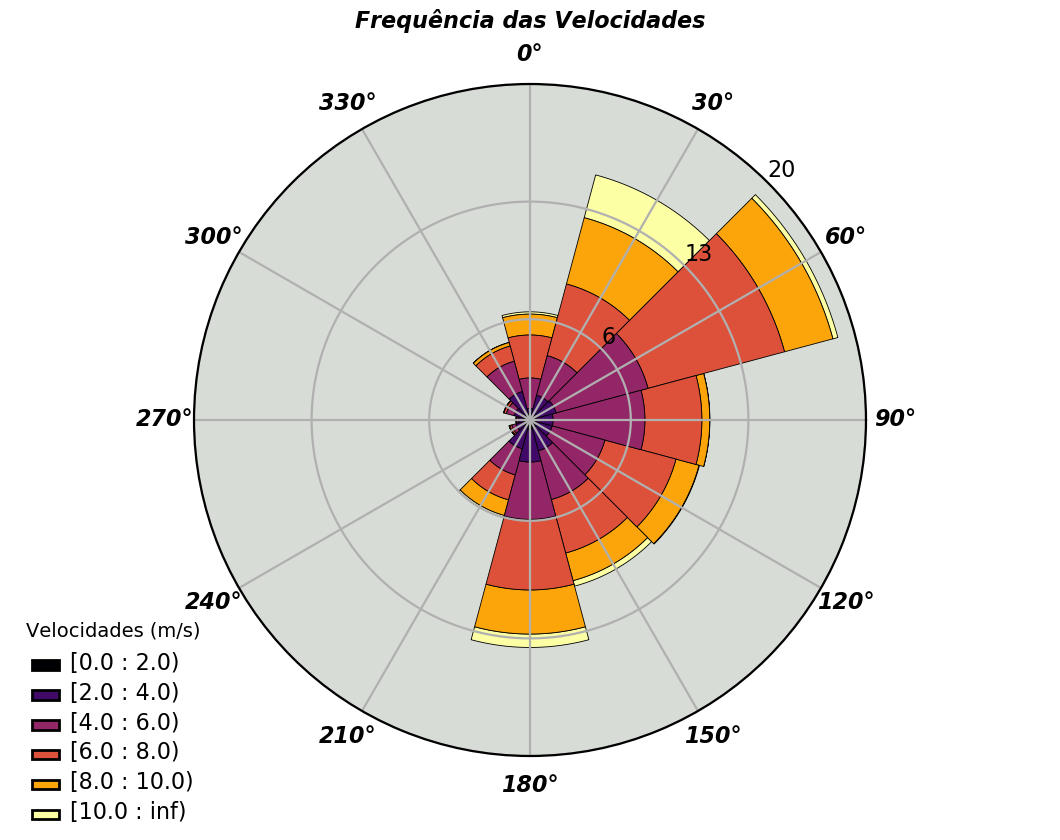 Frequência das Velocidades
0°
330°
30°
20
300°
60°
13
6
270°
90°
240°
120°
210°
150°
180°
Velocidades (m/s)
[0.0 : 2.0)
[2.0 : 4.0)
[4.0 : 6.0)
[6.0 : 8.0)
[8.0 : 10.0)
[10.0 : inf)